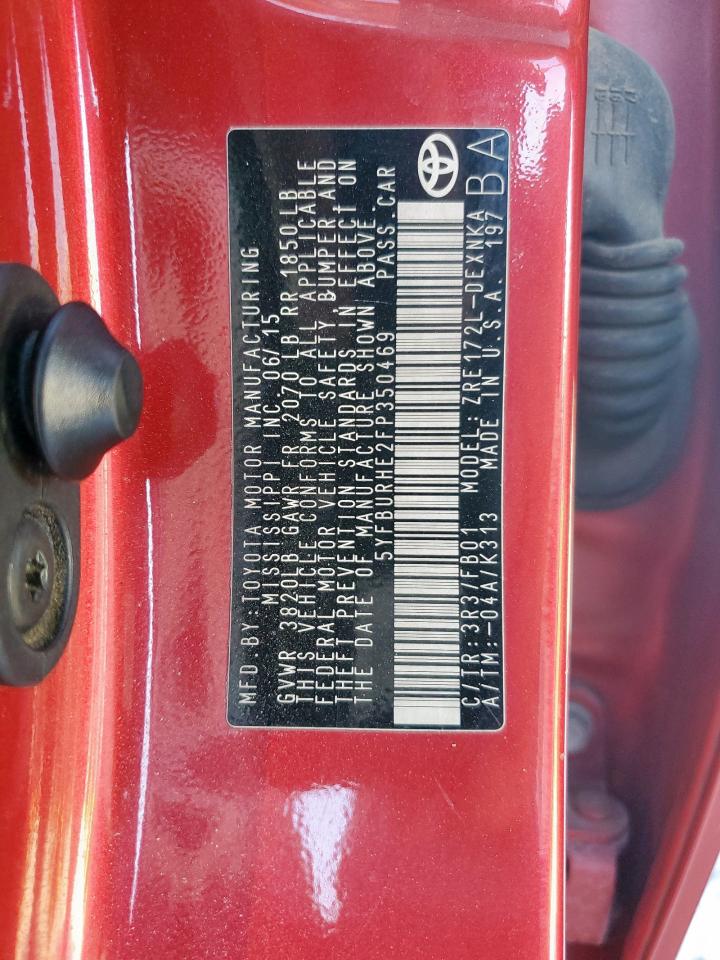 MFD.BY:TOYOTA MOTOR MANUFACTURING
MISSISSIPPI INC. 06/15
GVWR 3820LB GAWR FR 2070 LB RR 1850 LB
THIS VEHICLE CONFORMS TO ALL APPLICABLE
FEDERAL MOTOR VEHICLE SAFETY, BUMPER AND
THEFT PREVENTION STANDARDS IN EFFECT ON
THE DATE OF MANUFACTURE SHOWN ABOVE.
5YFBURHE2FP350469 PASS.CAR
C/TR: 3R3/FB01 MODEL: ZRE172L-DEXNKA
A/TM:-04A/K313 MADE IN U.S.A. 197 BA